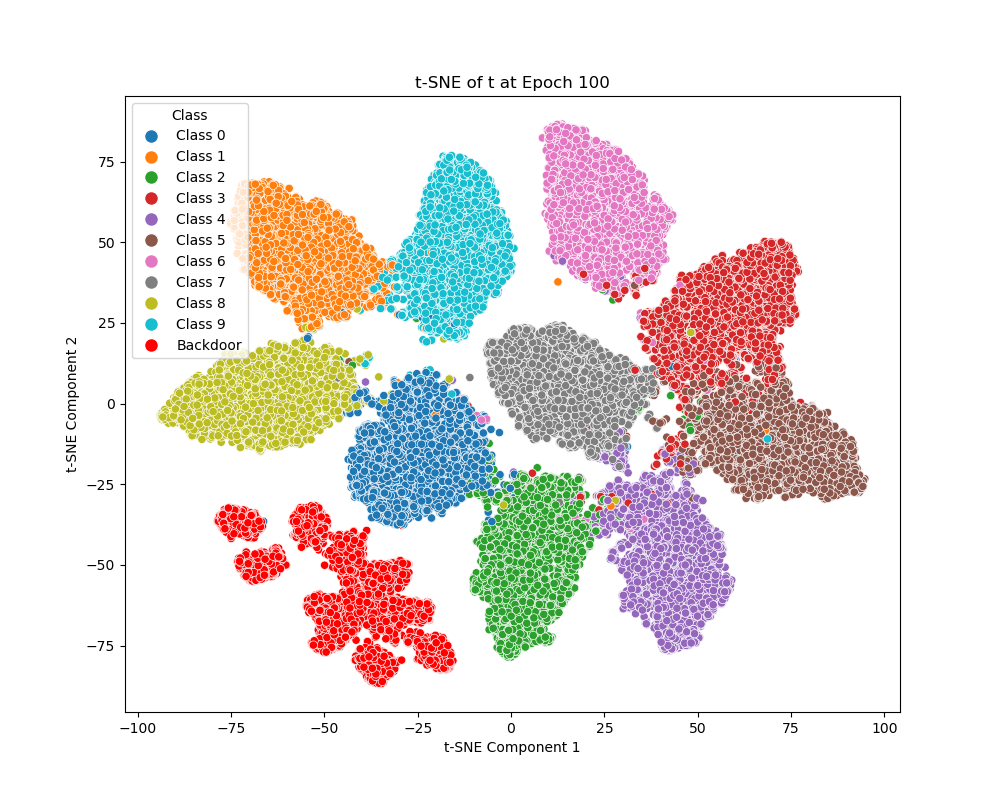 t-SNE of t at Epoch 100
Class
Class 0
Class 1
Class 2
Class 3
Class 4
Class 5
Class 6
Class 7
Class 8
Class 9
Backdoor
75
50
25
0
−25
−50
−75
t-SNE Component 2
−100
−75
−50
−25
0
25
50
75
100
t-SNE Component 1